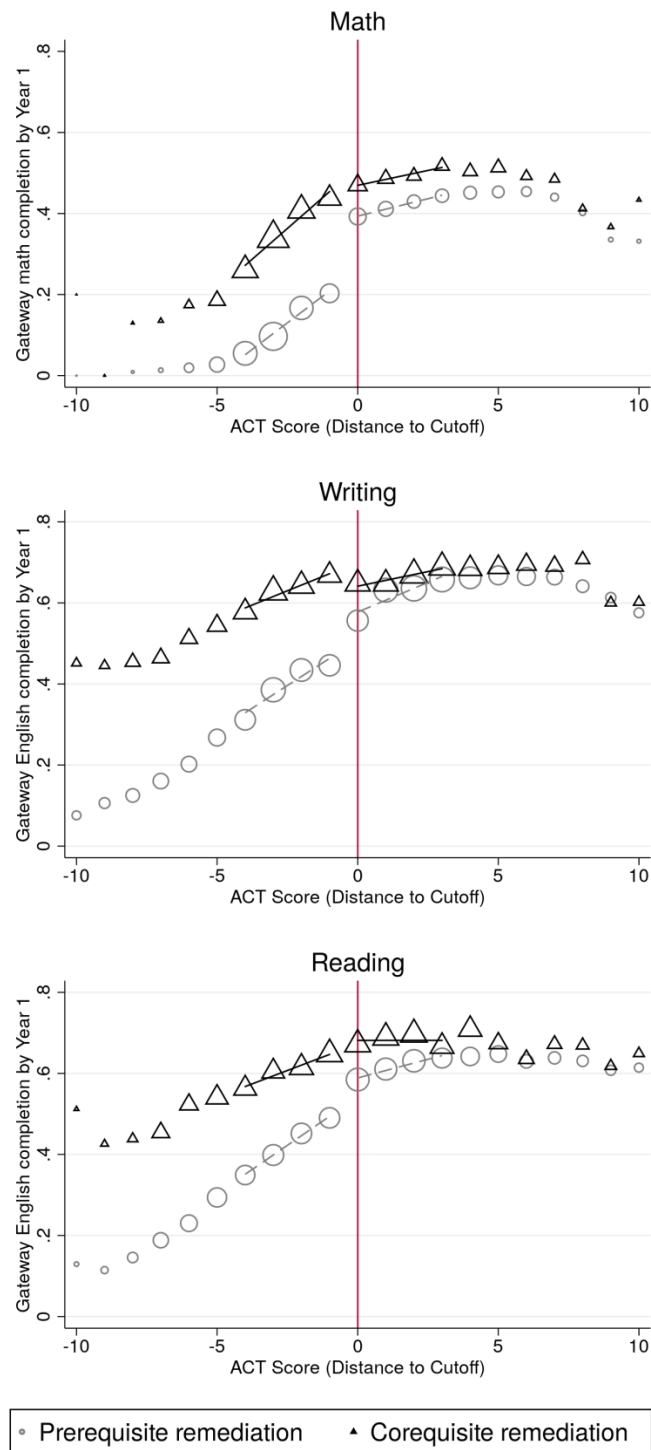 Math
Gateway math completion by Year 1
.8
.6
.4
.2
0
-10 -5 0 5 10
ACT Score (Distance to Cutoff)
Writing
Gateway English completion by Year 1
.8
.6
.4
.2
0
-10 -5 0 5 10
ACT Score (Distance to Cutoff)
Reading
Gateway English completion by Year 1
.8
.6
.4
.2
0
-10 -5 0 5 10
ACT Score (Distance to Cutoff)
Prerequisite remediation Corequisite remediation